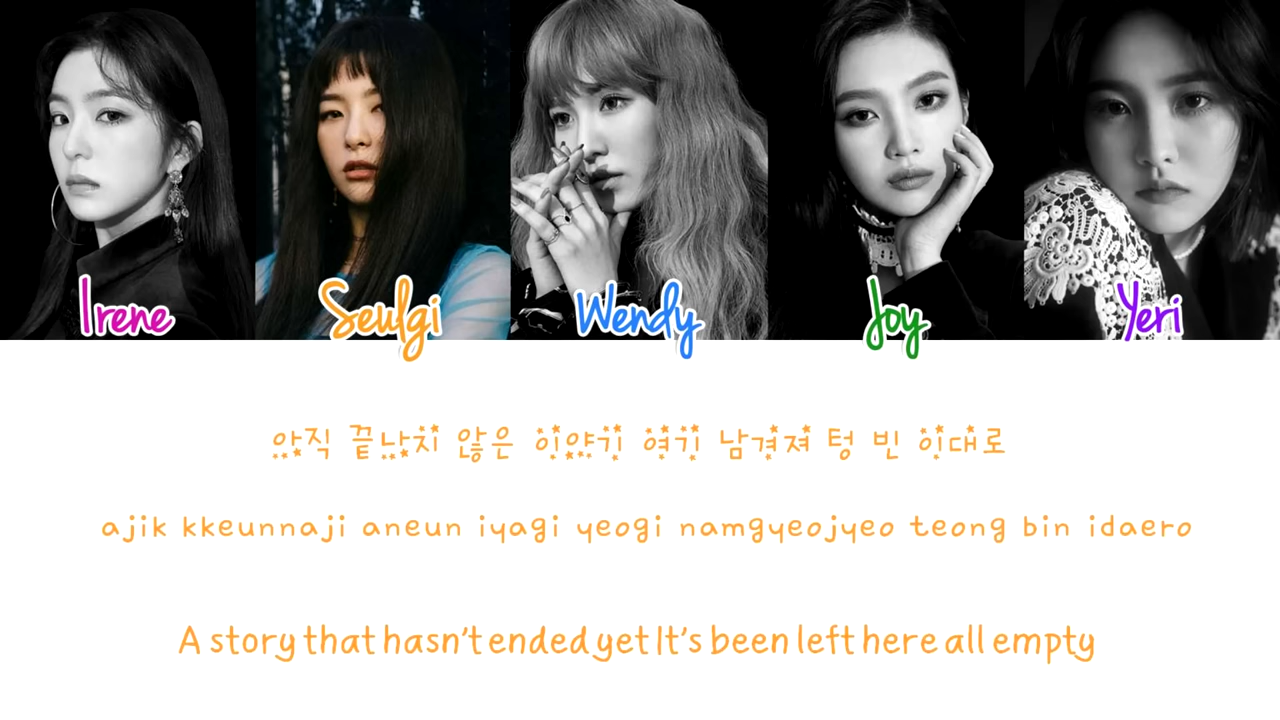 Irene
Seulgi
Wendy
Joy
Yeri
아직 끝나지 않은 이야기 여기 남겨져 텅 빈 이대로
ajik kkeunnaji aneun iyagi yeogi namgyeojyeo teong bin idaero
A story that hasn't ended yet It's been left here all empty